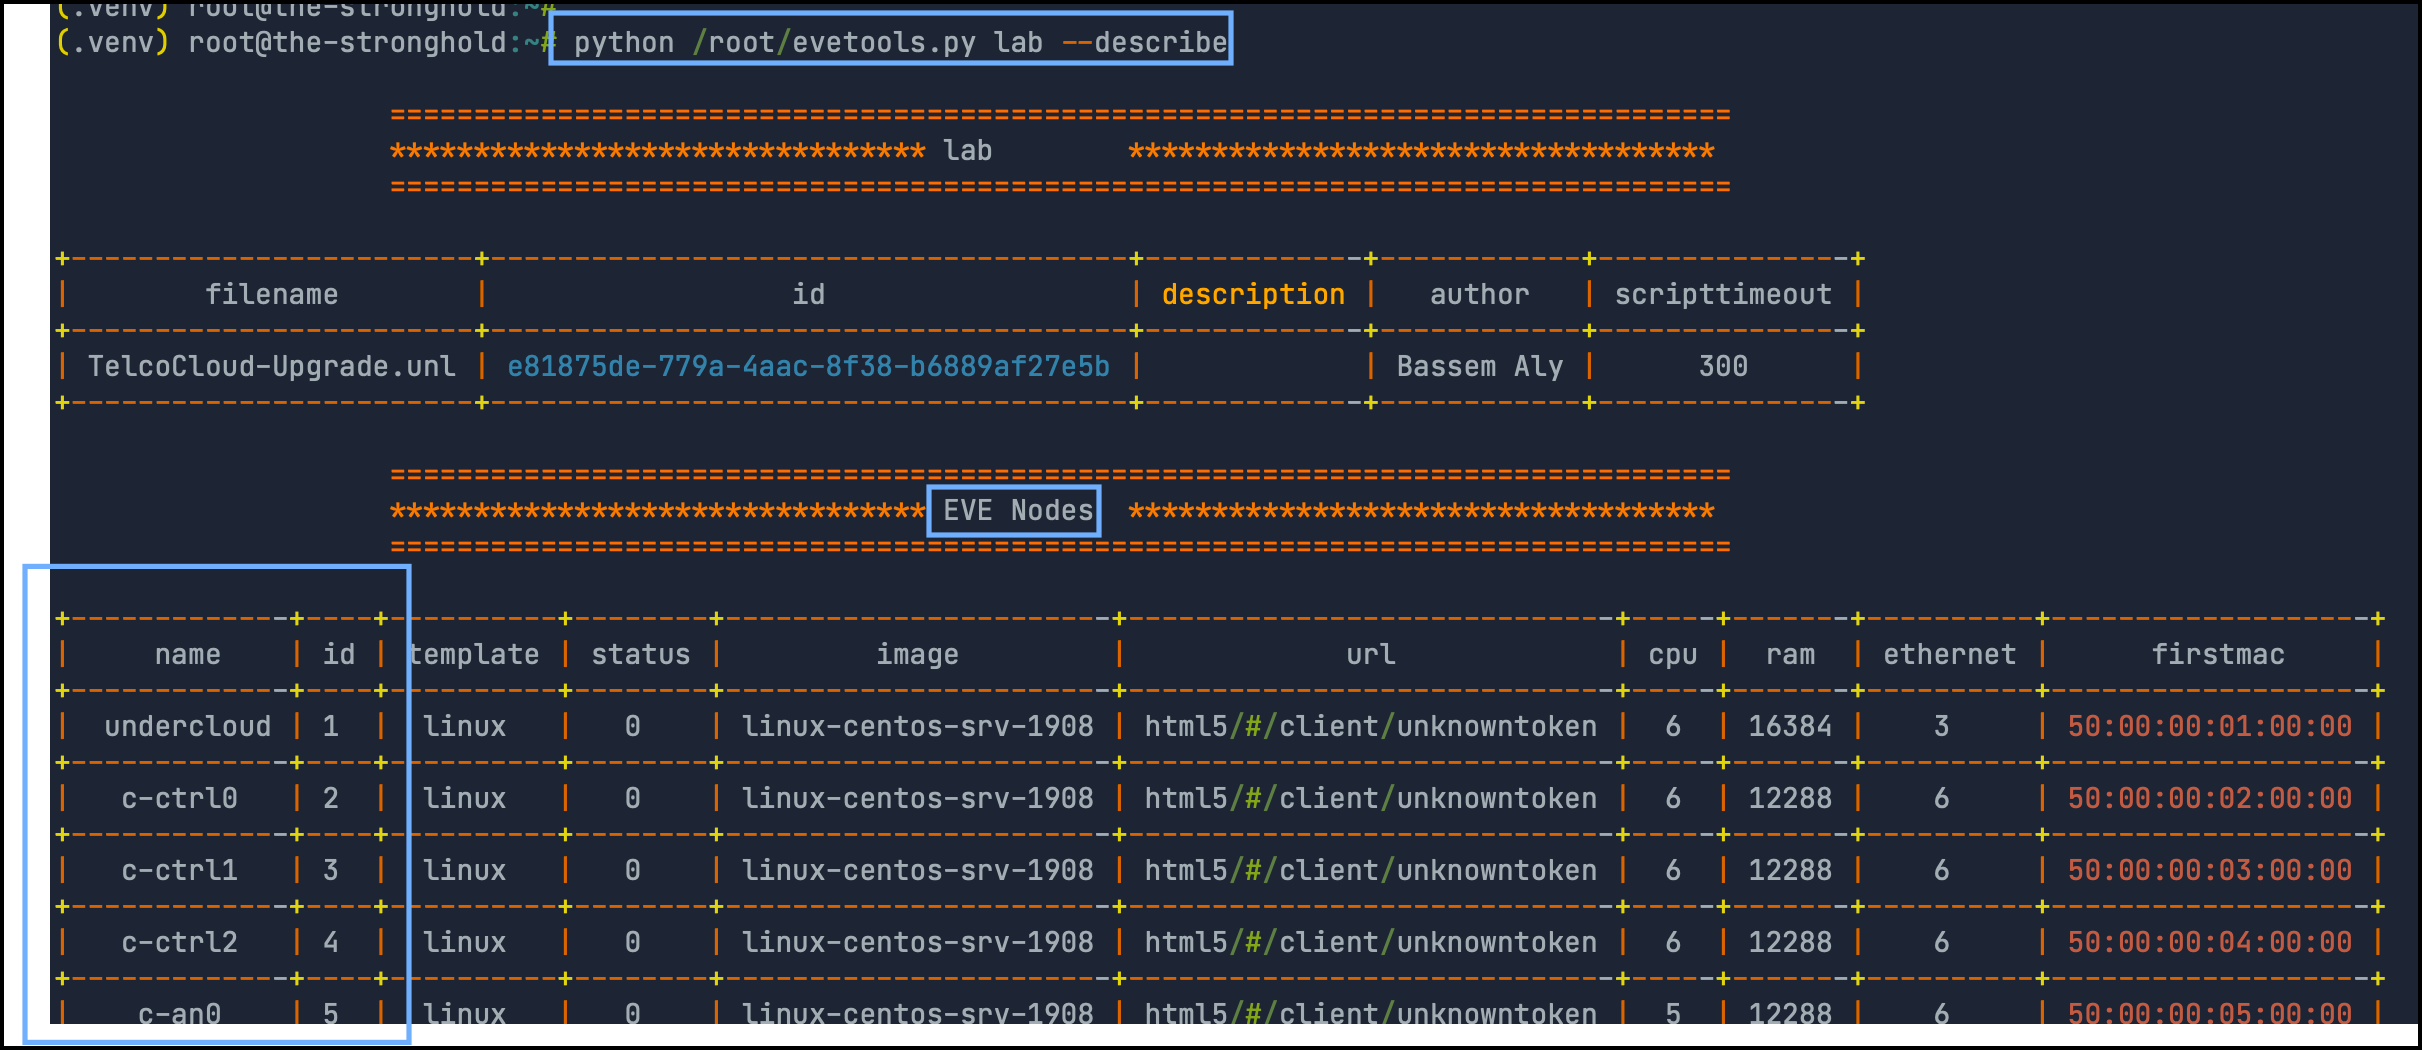 (.venv) root@the-stronghold:~#
(.venv) root@the-stronghold:~# python /root/evetools.py lab --describe
================================================================================
******************************** lab ***********************************
================================================================================
+------------------------+--------------------------------------+-------------+------------+---------------+
| filename | id | description | author | scripttimeout |
+------------------------+--------------------------------------+-------------+------------+---------------+
| TelcoCloud-Upgrade.unl | e81875de-779a-4aac-8f38-b6889af27e5b | | Bassem Aly | 300 |
+------------------------+--------------------------------------+-------------+------------+---------------+
================================================================================
******************************** EVE Nodes ***********************************
================================================================================
+-------------+----+----------+--------+-----------------------+-----------------------------+-----+-------+----------+-------------------+
| name | id | template | status | image | url | cpu | ram | ethernet | firstmac |
+-------------+----+----------+--------+-----------------------+-----------------------------+-----+-------+----------+-------------------+
| undercloud | 1 | linux | 0 | linux-centos-srv-1908 | html5/#/client/unknowntoken | 6 | 16384 | 3 | 50:00:00:01:00:00 |
+-------------+----+----------+--------+-----------------------+-----------------------------+-----+-------+----------+-------------------+
| c-ctrl0 | 2 | linux | 0 | linux-centos-srv-1908 | html5/#/client/unknowntoken | 6 | 12288 | 6 | 50:00:00:02:00:00 |
+-------------+----+----------+--------+-----------------------+-----------------------------+-----+-------+----------+-------------------+
| c-ctrl1 | 3 | linux | 0 | linux-centos-srv-1908 | html5/#/client/unknowntoken | 6 | 12288 | 6 | 50:00:00:03:00:00 |
+-------------+----+----------+--------+-----------------------+-----------------------------+-----+-------+----------+-------------------+
| c-ctrl2 | 4 | linux | 0 | linux-centos-srv-1908 | html5/#/client/unknowntoken | 6 | 12288 | 6 | 50:00:00:04:00:00 |
+-------------+----+----------+--------+-----------------------+-----------------------------+-----+-------+----------+-------------------+
| c-an0 | 5 | linux | 0 | linux-centos-srv-1908 | html5/#/client/unknowntoken | 5 | 12288 | 6 | 50:00:00:05:00:00 |